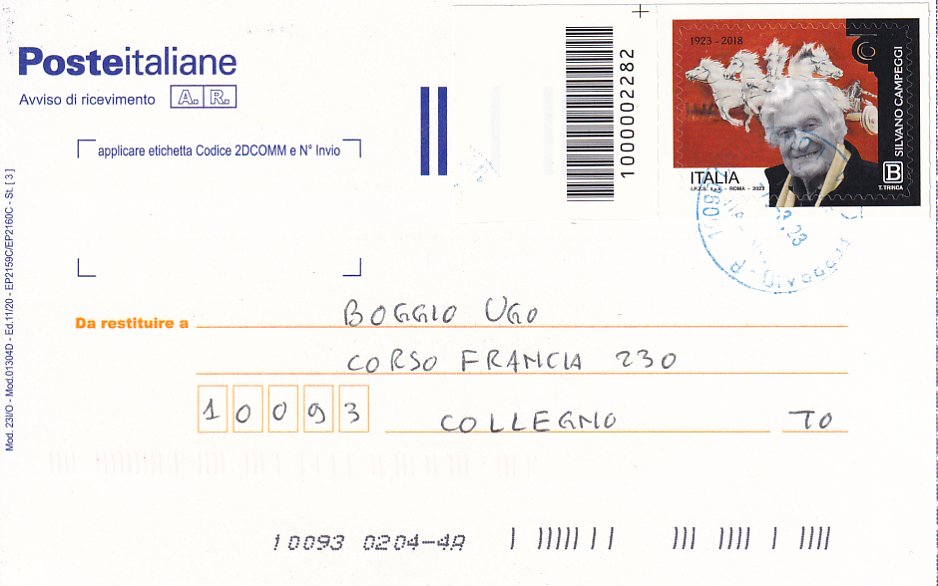 Posteitaliane
Avviso di ricevimento A. R.
applicare etichetta Codice 2DCOMM e N° Invio
1000002282
1923 - 2018
SILVANO CAMPEGGI
B
T. TRINCA
ITALIA
I.P.Z.S. S.p.A. - ROMA - 2023
Mod. 23I/O - Mod.01304D - Ed.11/20 - EP2159C/EP2160C - St. [ 3 ]
Da restituire a BOGGIO UGO
CORSO FRANCIA 230
10093 COLLEGNO TO
10093 0204-4A